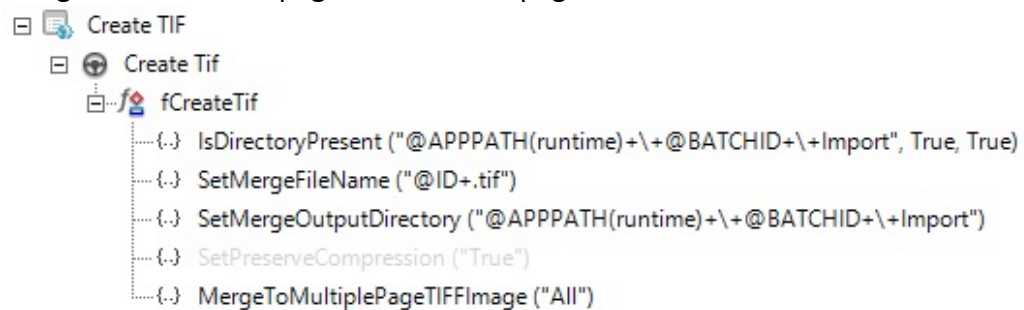 Create TIF
Create Tif
fCreateTif
{..} IsDirectoryPresent ("@APPPATH(runtime)+\+@BATCHID+\+Import", True, True)
{..} SetMergeFileName ("@ID+.tif")
{..} SetMergeOutputDirectory ("@APPPATH(runtime)+\+@BATCHID+\+Import")
{..} SetPreserveCompression ("True")
{..} MergeToMultiplePageTIFFImage ("All")